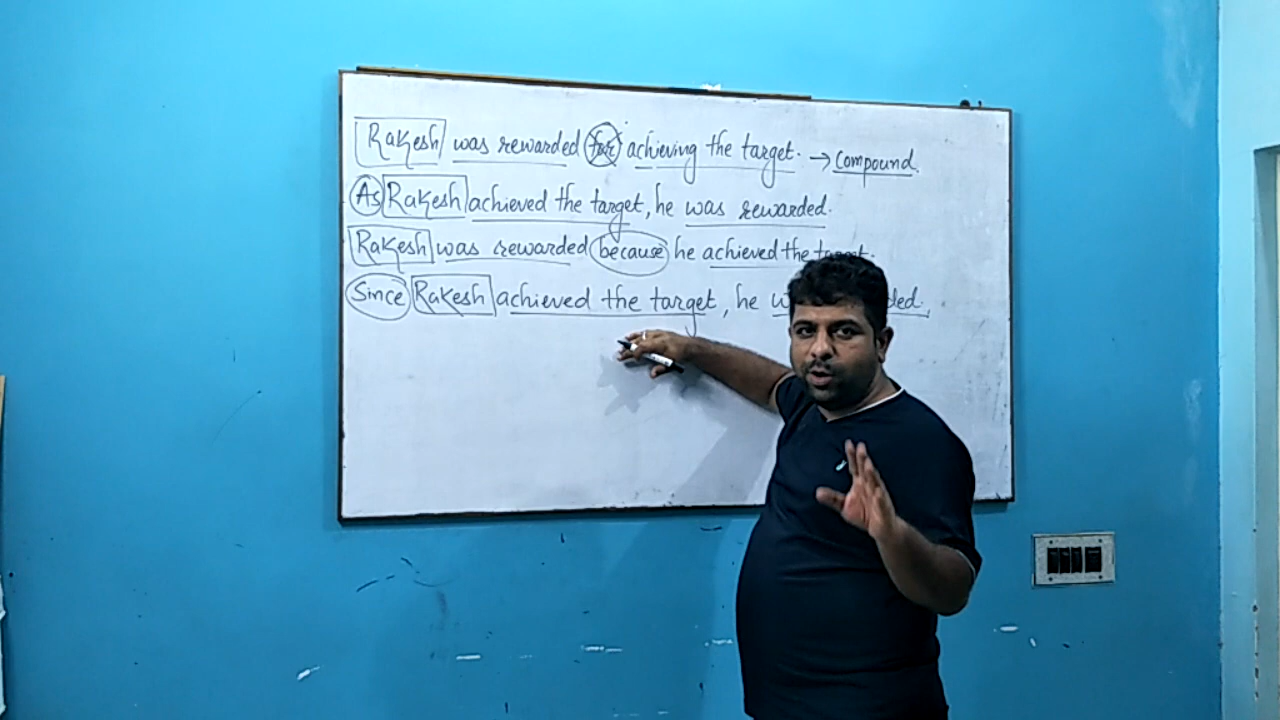 Rakesh was rewarded for achieving the target. → Compound.
As Rakesh achieved the target, he was rewarded.
Rakesh was rewarded because he achieved the target.
Since Rakesh achieved the target, he